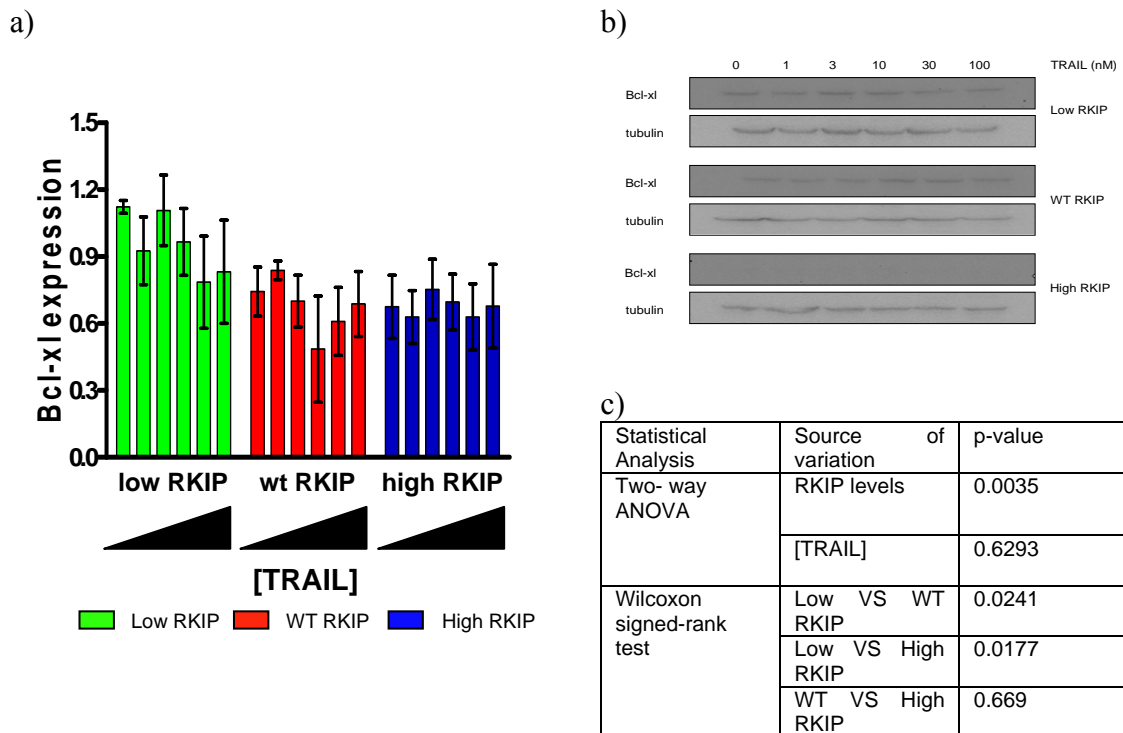 a)
1.5
1.2
0.9
0.6
0.3
0.0
Bcl-xl expression
low RKIP wt RKIP high RKIP
[TRAIL]
Low RKIP WT RKIP High RKIP
b)
0 1 3 10 30 100 TRAIL (nM)
Bcl-xl
Low RKIP
tubulin
Bcl-xl
WT RKIP
tubulin
Bcl-xl
High RKIP
tubulin
c)
Statistical Analysis
Source of variation
p-value
Two- way ANOVA
RKIP levels
0.0035
[TRAIL]
0.6293
Wilcoxon signed-rank test
Low VS WT RKIP
0.0241
Low VS High RKIP
0.0177
WT VS High RKIP
0.669